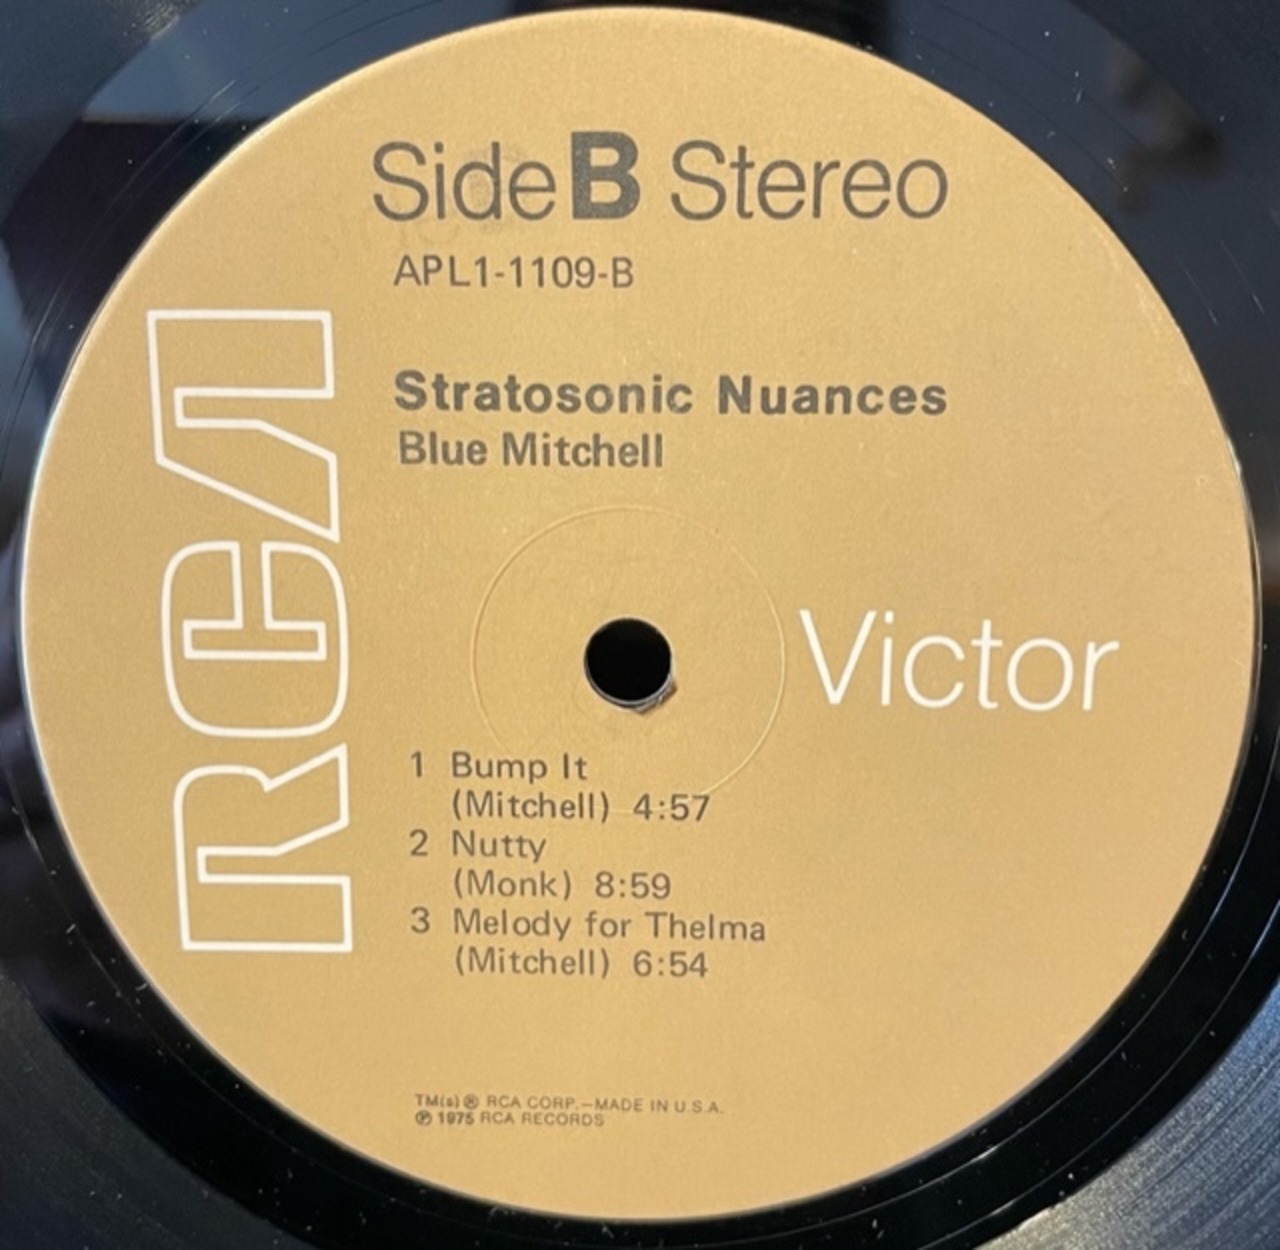 Side B Stereo
APL1-1109-B
Stratosonic Nuances
Blue Mitchell
RCA
Victor
1 Bump It
(Mitchell) 4:57
2 Nutty
(Monk) 8:59
3 Melody for Thelma
(Mitchell) 6:54
TM(s) ® RCA CORP.—MADE IN U.S.A.
℗ 1975 RCA RECORDS